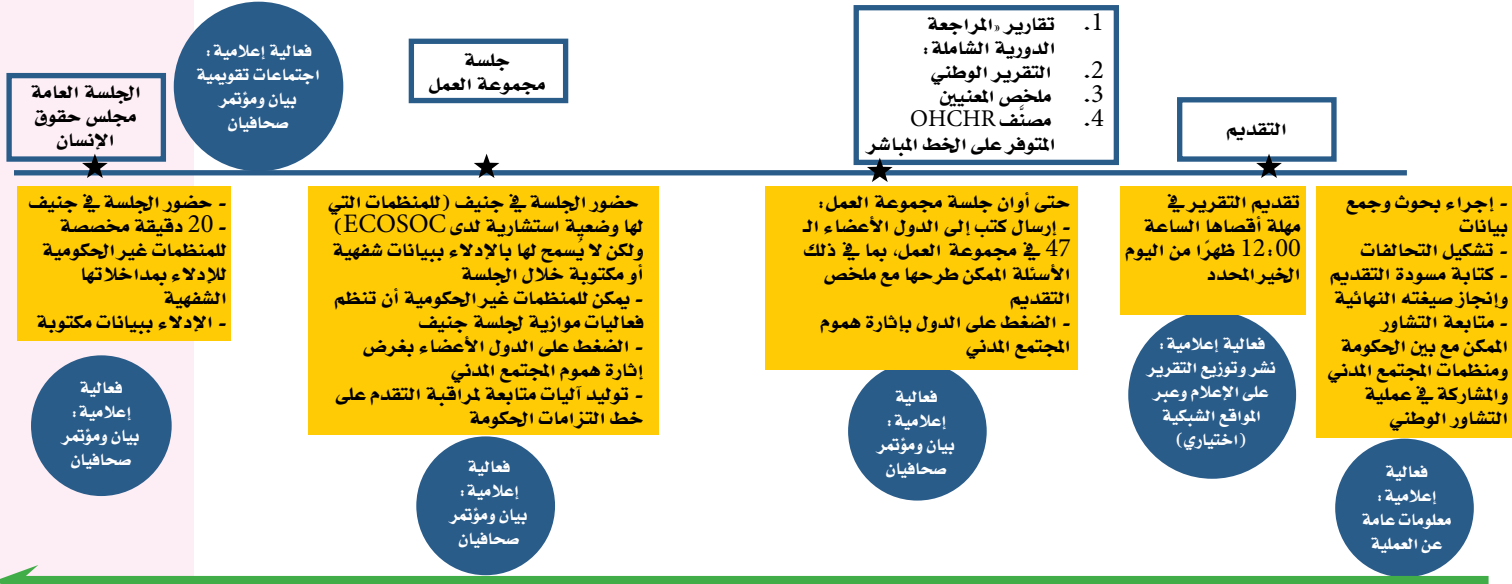 التقديم
1. تقارير «المراجعة
الدورية الشاملة:
2. التقرير الوطني
3. ملخص المعنيين
4. مصنَّف OHCHR
المتوفر على الخط المباشر
جلسة
مجموعة العمل
فعالية إعلامية:
اجتماعات تقويمية
بيان ومؤتمر
صحافيان
الجلسة العامة
مجلس حقوق
الإنسان
- إجراء بحوث وجمع
بيانات
- تشكيل التحالفات
- كتابة مسودة التقديم
وإنجاز صيغته النهائية
- متابعة التشاور
الممكن مع بين الحكومة
ومنظمات المجتمع المدني
والمشاركة في عملية
التشاور الوطني
فعالية
إعلامية:
معلومات عامة
عن العملية
تقديم التقرير في
مهلة أقصاها الساعة
12:00 ظهرًا من اليوم
الخير المحدد
فعالية إعلامية:
نشر وتوزيع التقرير
على الإعلام وعبر
المواقع الشبكية
(اختياري)
حتى أوان جلسة مجموعة العمل:
- إرسال كتب إلى الدول الأعضاء الـ
47 في مجموعة العمل، بما في ذلك
الأسئلة الممكن طرحها مع ملخص
التقديم
- الضغط على الدول بإثارة هموم
المجتمع المدني
فعالية
إعلامية:
بيان ومؤتمر
صحافيان
حضور الجلسة في جنيف (للمنظمات التي
لها وضعية استشارية لدى ECOSOC)
ولكن لا يُسمح لها بالإدلاء ببيانات شفهية
أو مكتوبة خلال الجلسة
- يمكن للمنظمات غير الحكومية أن تنظم
فعاليات موازية لجلسة جنيف
- الضغط على الدول الأعضاء بغرض
إثارة هموم المجتمع المدني
- توليد آليات متابعة لمراقبة التقدم على
خط التزامات الحكومة
فعالية
إعلامية:
بيان ومؤتمر
صحافيان
- حضور الجلسة في جنيف
- 20 دقيقة مخصصة
للمنظمات غير الحكومية
للإدلاء بمداخلاتها
الشفهية
- الإدلاء ببيانات مكتوبة
فعالية
إعلامية:
بيان ومؤتمر
صحافيان